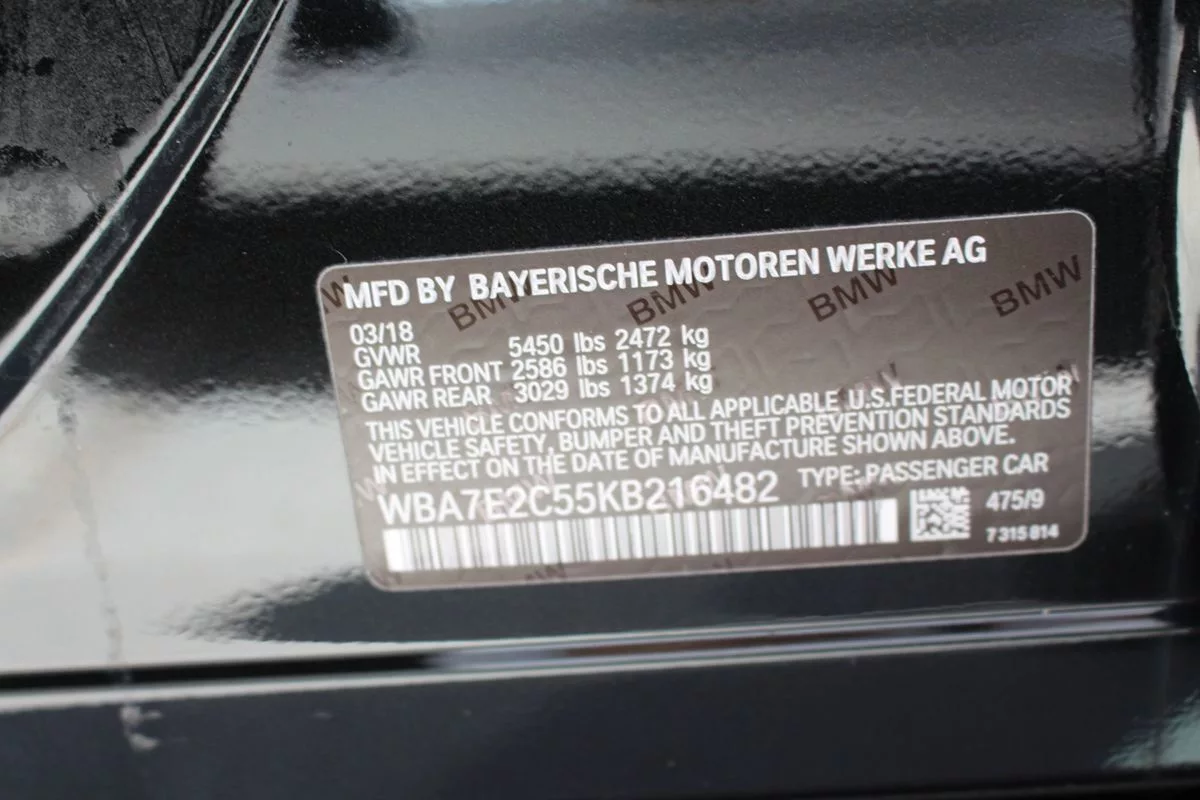 MFD BY BAYERISCHE MOTOREN WERKE AG
BMW BMW BMW BMW
03/18
GVWR 5450 lbs 2472 kg
GAWR FRONT 2586 lbs 1173 kg
GAWR REAR 3029 lbs 1374 kg
THIS VEHICLE CONFORMS TO ALL APPLICABLE U.S.FEDERAL MOTOR
VEHICLE SAFETY, BUMPER AND THEFT PREVENTION STANDARDS
IN EFFECT ON THE DATE OF MANUFACTURE SHOWN ABOVE.
WBA7E2C55KB216482 TYPE: PASSENGER CAR
475/9
7315814